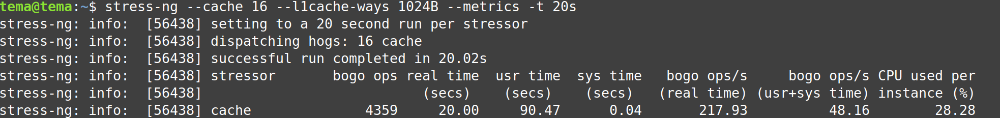 tema@tema:~$ stress-ng --cache 16 --l1cache-ways 1024B --metrics -t 20s
stress-ng: info:  [56438] setting to a 20 second run per stressor
stress-ng: info:  [56438] dispatching hogs: 16 cache
stress-ng: info:  [56438] successful run completed in 20.02s
stress-ng: info:  [56438] stressor       bogo ops real time  usr time  sys time   bogo ops/s     bogo ops/s CPU used per
stress-ng: info:  [56438]                           (secs)    (secs)    (secs)   (real time) (usr+sys time) instance (%)
stress-ng: info:  [56438] cache              4359     20.00     90.47      0.04       217.93          48.16        28.28